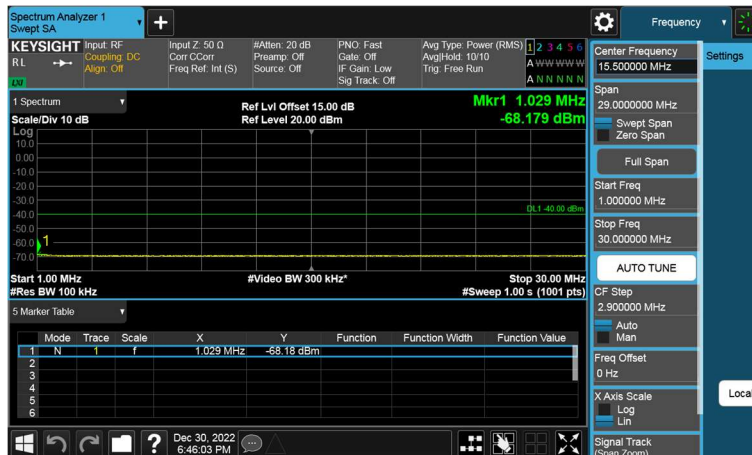 Spectrum Analyzer 1
Swept SA
Frequency
KEYSIGHT
RL
LXI
Input: RF
Coupling: DC
Align: Off
Input Z: 50 Ω
Corr CCorr
Freq Ref: Int (S)
#Atten: 20 dB
Preamp: Off
Source: Off
PNO: Fast
Gate: Off
IF Gain: Low
Sig Track: Off
Avg Type: Power (RMS)
Avg|Hold: 10/10
Trig: Free Run
1 2 3 4 5 6
A W W W W W
A N N N N N
Settings
Center Frequency
15.500000 MHz
Span
29.0000000 MHz
Swept Span
Zero Span
Full Span
Start Freq
1.000000 MHz
Stop Freq
30.000000 MHz
AUTO TUNE
CF Step
2.900000 MHz
Auto
Man
Freq Offset
0 Hz
X Axis Scale
Log
Lin
Signal Track
(Span Zoom)
Local
1 Spectrum
Scale/Div 10 dB
Ref Lvl Offset 15.00 dB
Ref Level 20.00 dBm
Mkr1 1.029 MHz
-68.179 dBm
Log
10.0
0.00
-10.0
-20.0
-30.0
-40.0
-50.0
-60.0
-70.0
DL1 -40.00 dBm
1
Start 1.00 MHz
#Video BW 300 kHz*
Stop 30.00 MHz
#Res BW 100 kHz
#Sweep 1.00 s (1001 pts)
5 Marker Table
Mode Trace Scale X Y Function Function Width Function Value
1 N 1 f 1.029 MHz -68.18 dBm
2
3
4
5
6
?
Dec 30, 2022
6:46:03 PM